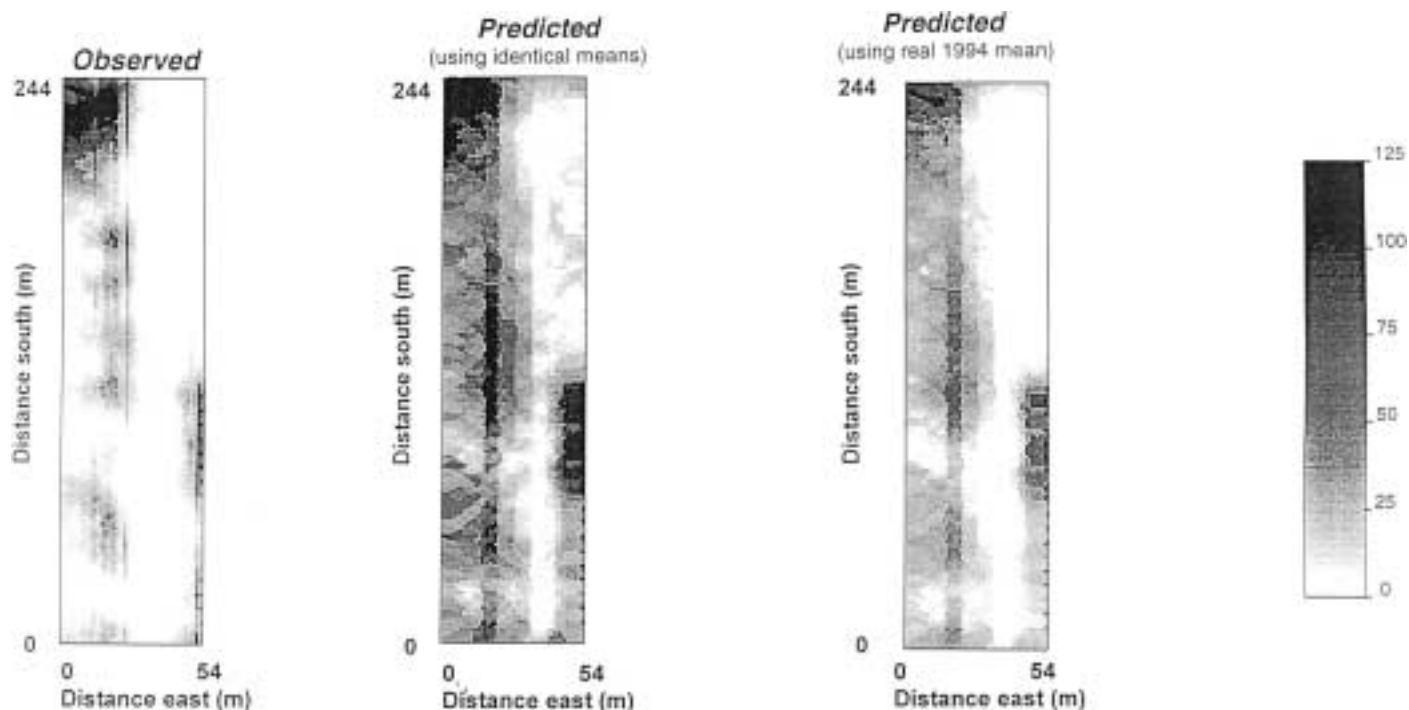 Observed
244
Distance south (m)
0
0 54
Distance east (m)
Predicted
(using identical means)
244
Distance south (m)
0
0 54
Distance east (m)
Predicted
(using real 1994 mean)
244
Distance south (m)
0
0 54
Distance east (m)
125
100
75
50
25
0